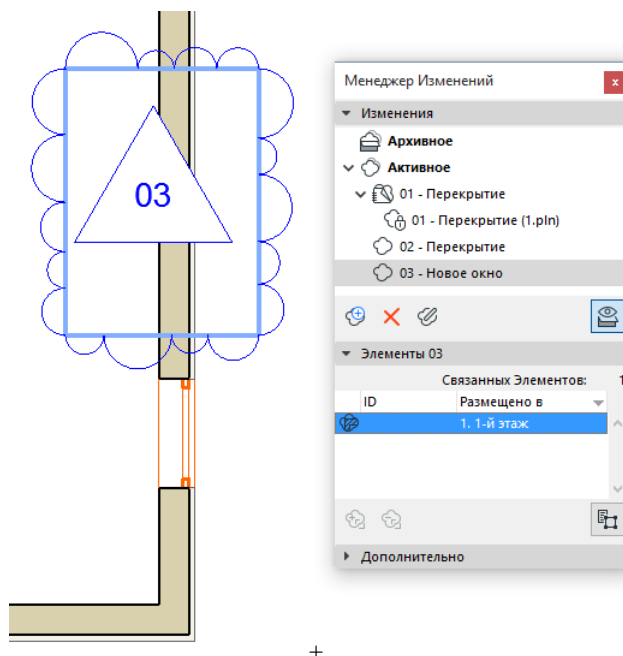 03
Менеджер Изменений
x
Изменения
Архивное
Активное
01 - Перекрытие
01 - Перекрытие (1.pln)
02 - Перекрытие
03 - Новое окно
Элементы 03
Связанных Элементов: 1
ID Размещено в
1. 1-й этаж
Дополнительно